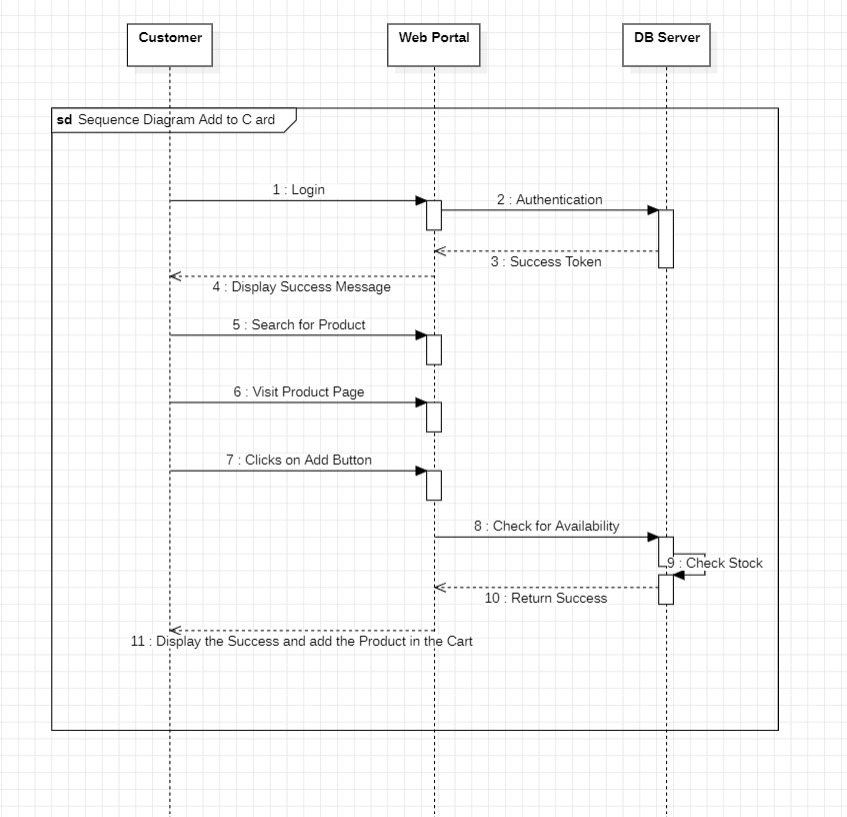 Customer
Web Portal
DB Server
sd Sequence Diagram Add to C ard
1 : Login
2 : Authentication
3 : Success Token
4 : Display Success Message
5 : Search for Product
6 : Visit Product Page
7 : Clicks on Add Button
8 : Check for Availability
9 : Check Stock
10 : Return Success
11 : Display the Success and add the Product in the Cart